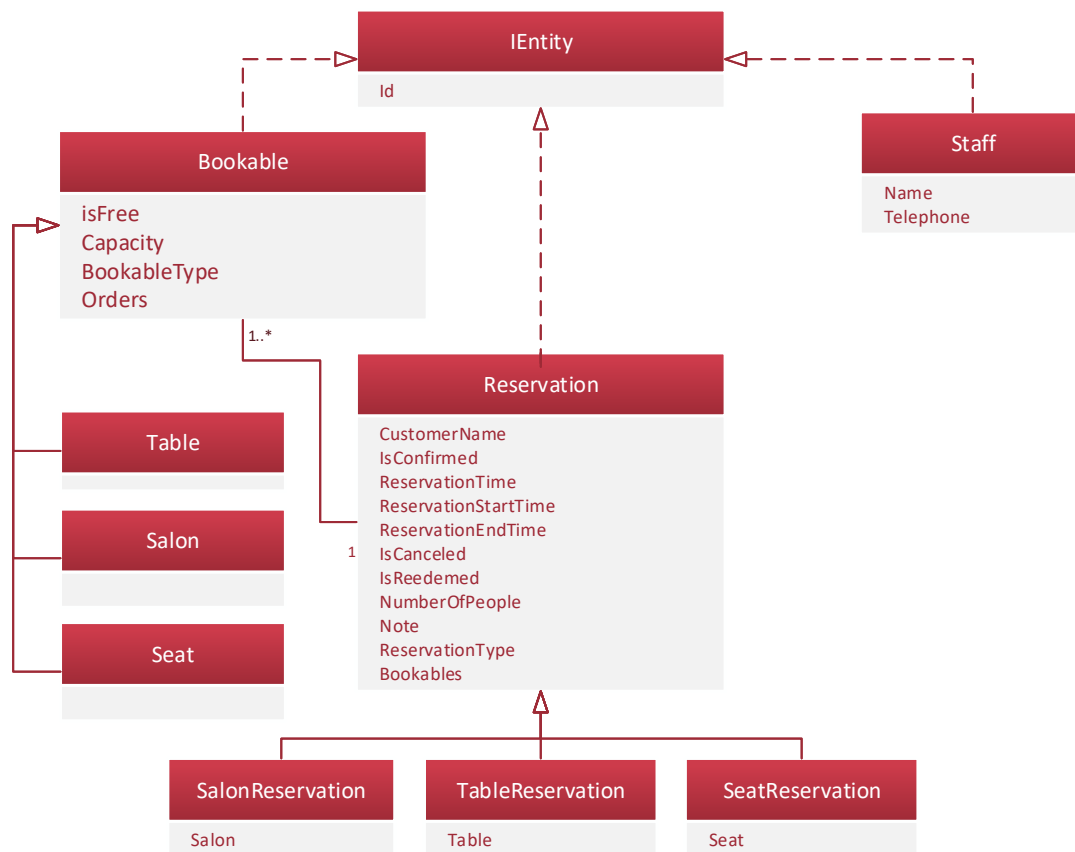 IEntity
Id
Bookable
isFree
Capacity
BookableType
Orders
Staff
Name
Telephone
1..*
Reservation
CustomerName
IsConfirmed
ReservationTime
ReservationStartTime
ReservationEndTime
IsCanceled
IsReedemed
NumberOfPeople
Note
ReservationType
Bookables
1
Table
Salon
Seat
SalonReservation
Salon
TableReservation
Table
SeatReservation
Seat